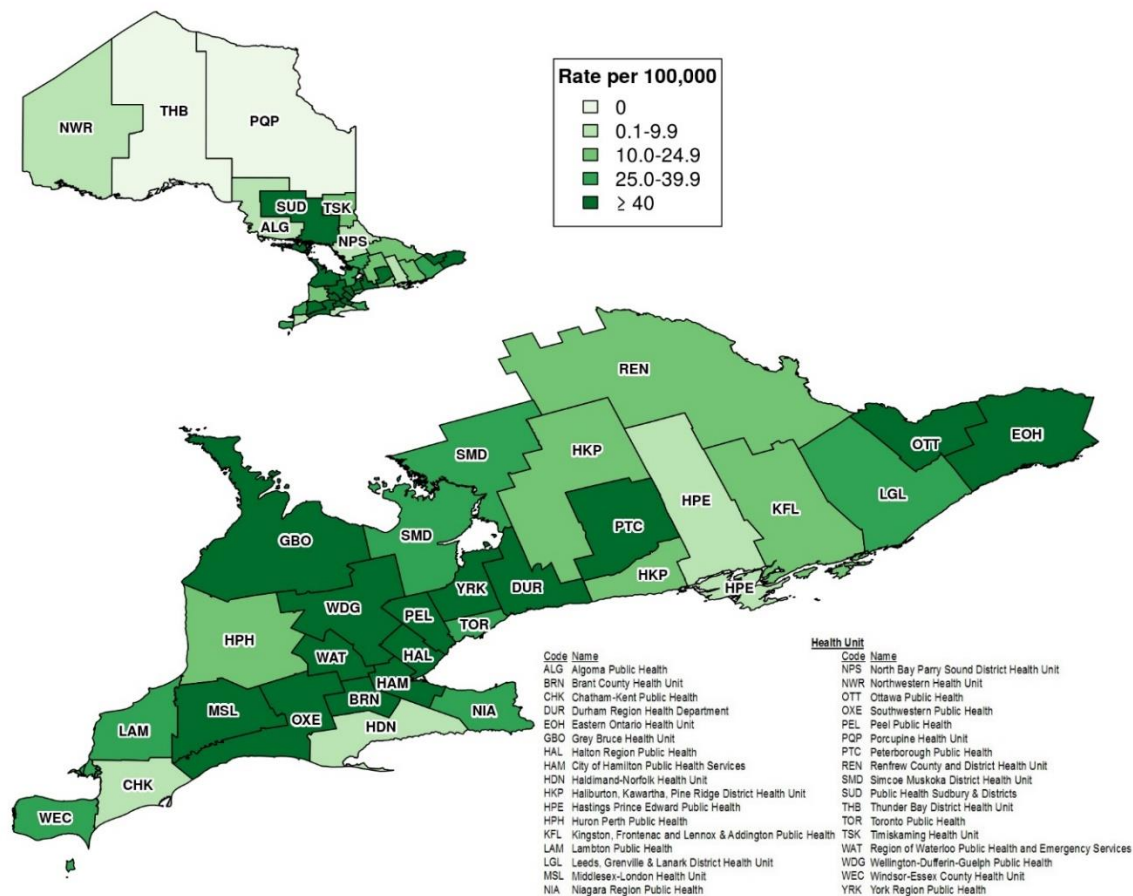 Rate per 100,000
0
0.1-9.9
10.0-24.9
25.0-39.9
≥ 40
NWR
THB
PQP
SUD
TSK
ALG
NPS
REN
OTT
EOH
SMD
HKP
LGL
HPE
KFL
GBO
SMD
PTC
YRK
DUR
HKP
HPE
WDG
PEL
TOR
HPH
WAT
HAL
HAM
MSL
OXE
BRN
NIA
LAM
HDN
CHK
WEC
Health Unit
Code Name
ALG Algoma Public Health
BRN Brant County Health Unit
CHK Chatham-Kent Public Health
DUR Durham Region Health Department
EOH Eastern Ontario Health Unit
GBO Grey Bruce Health Unit
HAL Halton Region Public Health
HAM City of Hamilton Public Health Services
HDN Haldimand-Norfolk Health Unit
HKP Haliburton, Kawartha, Pine Ridge District Health Unit
HPE Hastings Prince Edward Public Health
HPH Huron Perth Public Health
KFL Kingston, Frontenac and Lennox & Addington Public Health
LAM Lambton Public Health
LGL Leeds, Grenville & Lanark District Health Unit
MSL Middlesex-London Health Unit
NIA Niagara Region Public Health
Code Name
NPS North Bay Parry Sound District Health Unit
NWR Northwestern Health Unit
OTT Ottawa Public Health
OXE Southwestern Public Health
PEL Peel Public Health
PQP Porcupine Health Unit
PTC Peterborough Public Health
REN Renfrew County and District Health Unit
SMD Simcoe Muskoka District Health Unit
SUD Public Health Sudbury & Districts
THB Thunder Bay District Health Unit
TOR Toronto Public Health
TSK Timiskaming Health Unit
WAT Region of Waterloo Public Health and Emergency Services
WDG Wellington-Dufferin-Guelph Public Health
WEC Windsor-Essex County Health Unit
YRK York Region Public Health